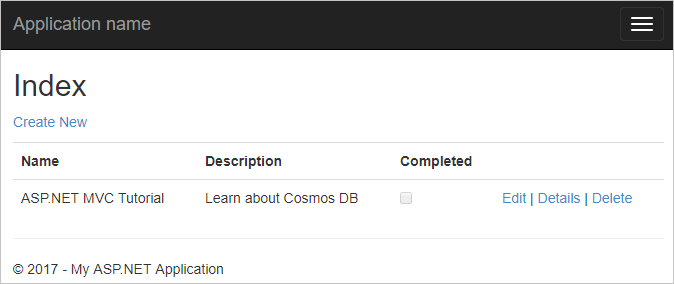 Application name
Index
Create New
Name Description Completed
ASP.NET MVC Tutorial Learn about Cosmos DB Edit | Details | Delete
© 2017 - My ASP.NET Application